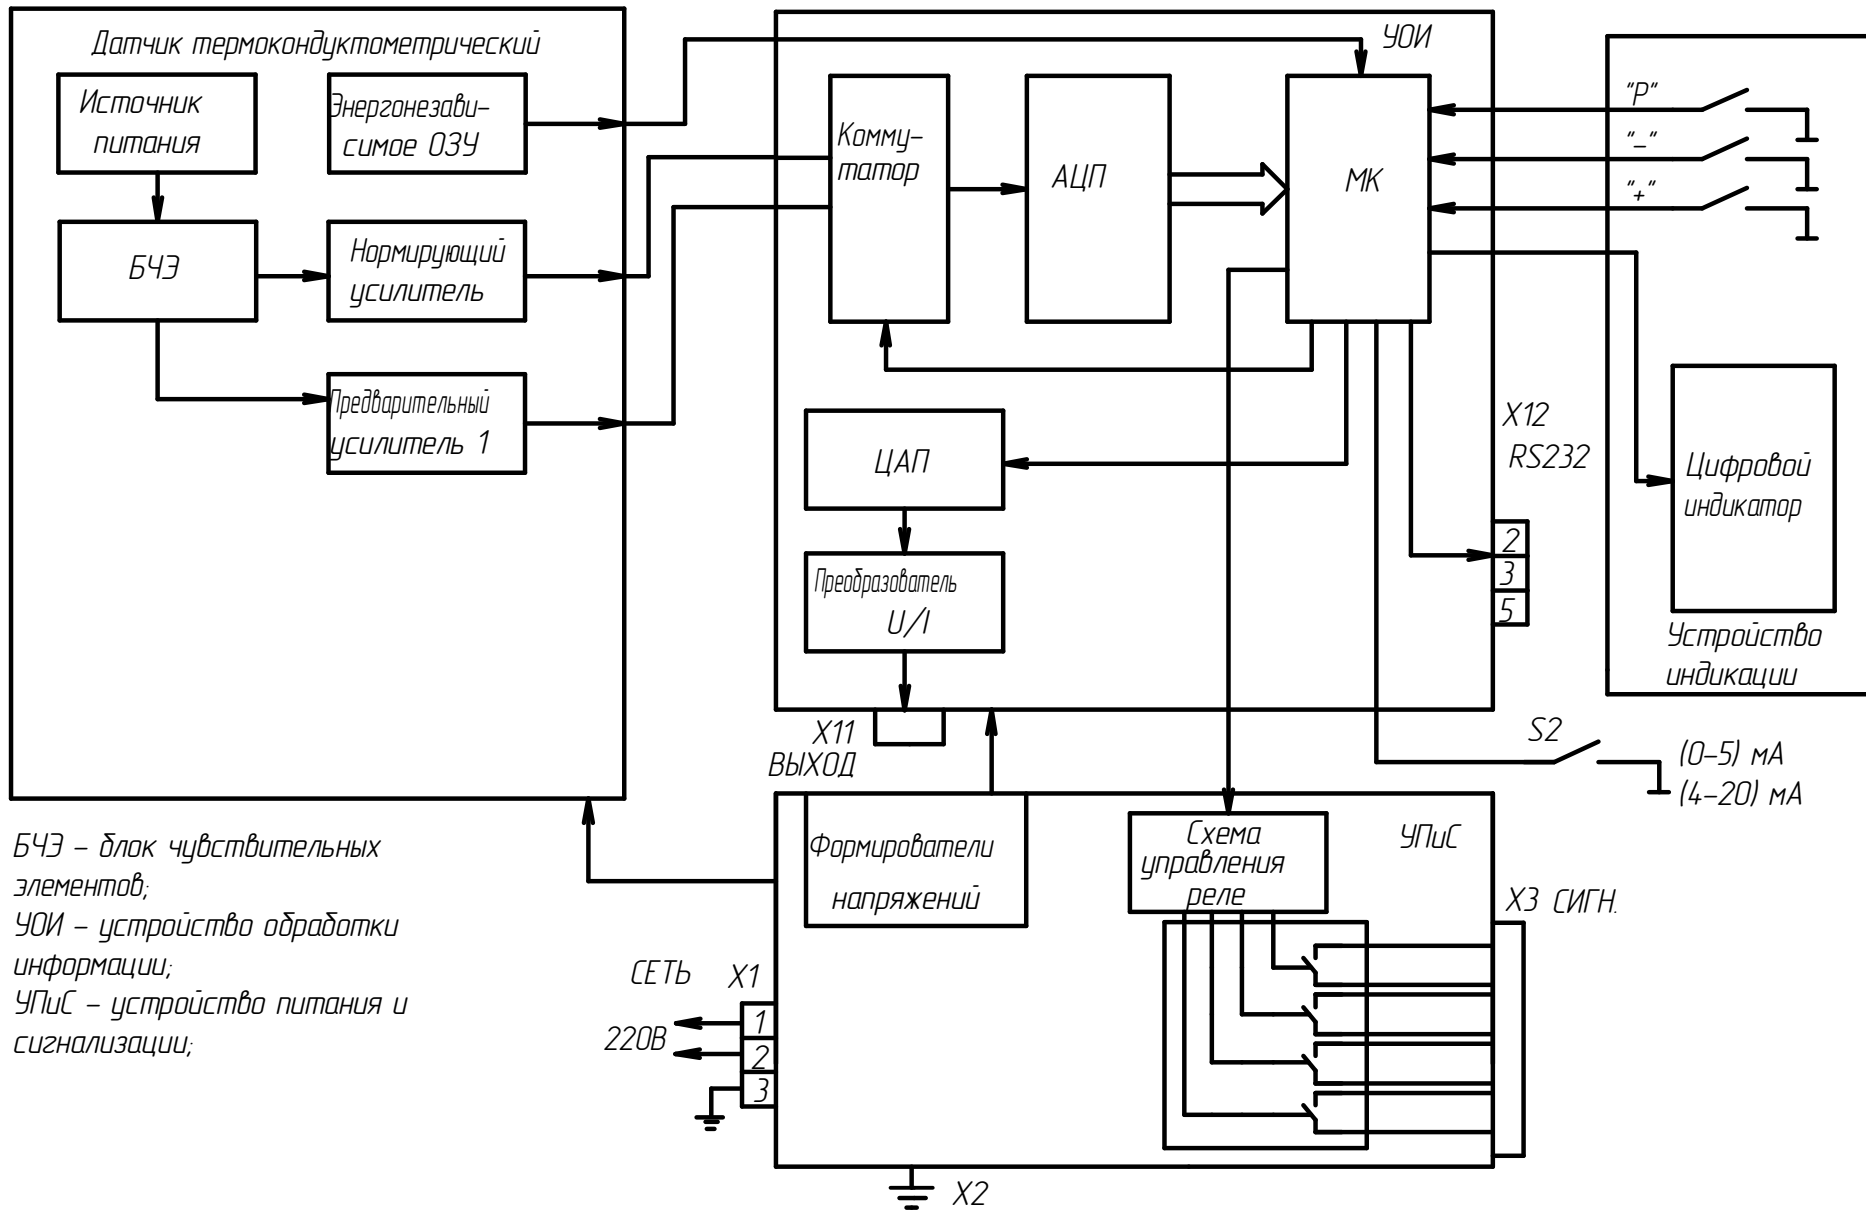 Датчик термокондуктометрический
Источник
питания
Энергонезави-
симое ОЗУ
БЧЭ
Нормирующий
усилитель
Предварительный
усилитель 1
УОИ
Комму-
татор
АЦП
МК
ЦАП
Преобразователь
U/I
X11
ВЫХОД
X12
RS232
2
3
5
"Р"
"-"
"+"
Цифровой
индикатор
Устройство
индикации
S2
(0-5) мА
(4-20) мА
УПиС
Формирователи
напряжений
Схема
управления
реле
X3 СИГН.
СЕТЬ X1
220В
1
2
3
X2
БЧЭ - блок чувствительных
элементов;
УОИ - устройство обработки
информации;
УПиС - устройство питания и
сигнализации;